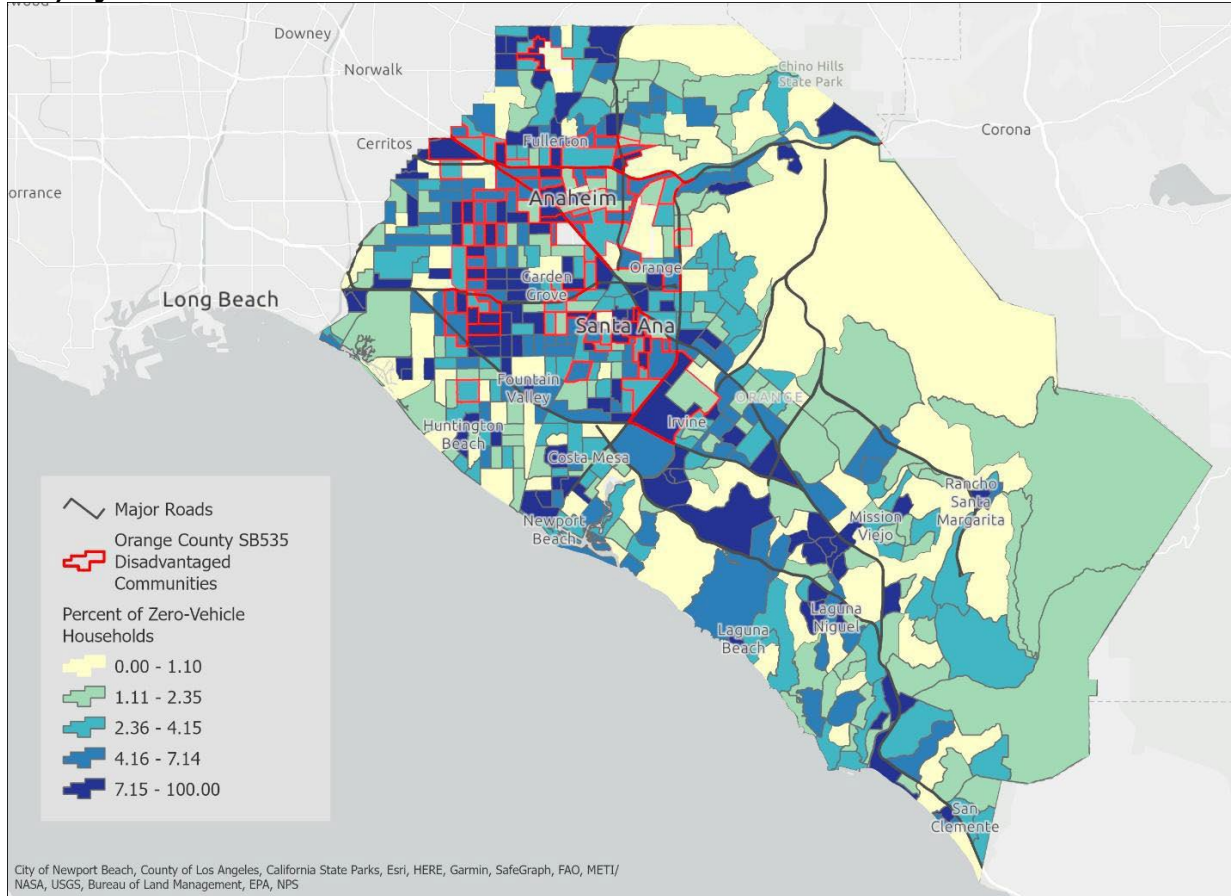 Downey
Norwalk
Cerritos
orrance
Long Beach
Chino Hills
State Park
Corona
Fullerton
Anaheim
Orange
Garden
Grove
Santa Ana
Fountain
Valley
ORANGE
Irvine
Huntington
Beach
Costa Mesa
Newport
Beach
Rancho
Santa
Margarita
Mission
Viejo
Laguna
Niguel
Laguna
Beach
San
Clemente
Major Roads
Orange County SB535
Disadvantaged
Communities
Percent of Zero-Vehicle
Households
0.00 - 1.10
1.11 - 2.35
2.36 - 4.15
4.16 - 7.14
7.15 - 100.00
City of Newport Beach, County of Los Angeles, California State Parks, Esri, HERE, Garmin, SafeGraph, FAO, METI/
NASA, USGS, Bureau of Land Management, EPA, NPS